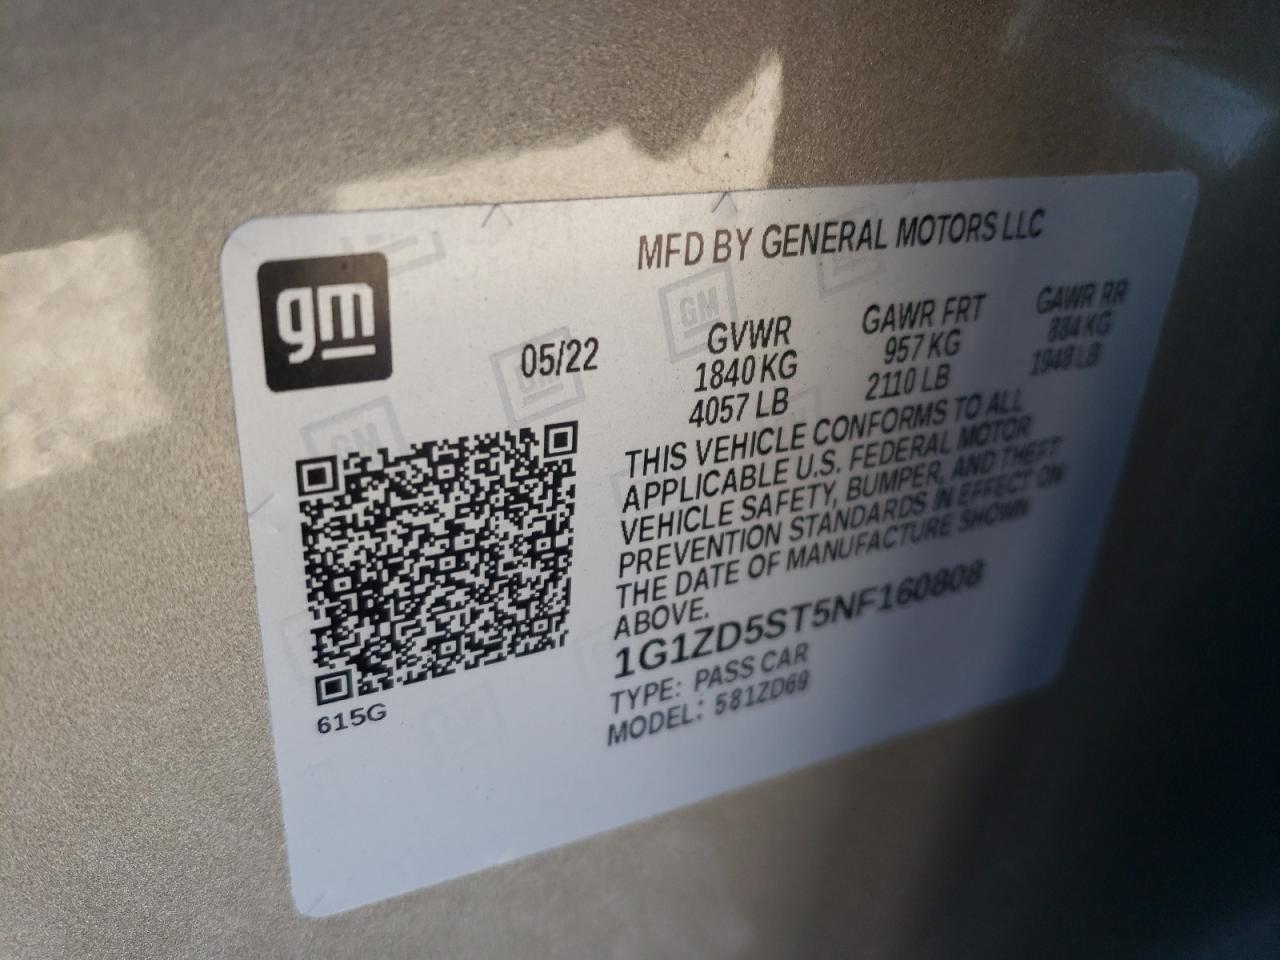 gm
MFD BY GENERAL MOTORS LLC
05/22
GVWR
1840 KG
4057 LB
GAWR FRT
957 KG
2110 LB
GAWR RR
884 KG
1948 LB
THIS VEHICLE CONFORMS TO ALL
APPLICABLE U.S. FEDERAL MOTOR
VEHICLE SAFETY, BUMPER, AND THEFT
PREVENTION STANDARDS IN EFFECT ON
THE DATE OF MANUFACTURE SHOWN
ABOVE.
1G1ZD5ST5NF160808
TYPE: PASS CAR
MODEL: 581ZD69
615G